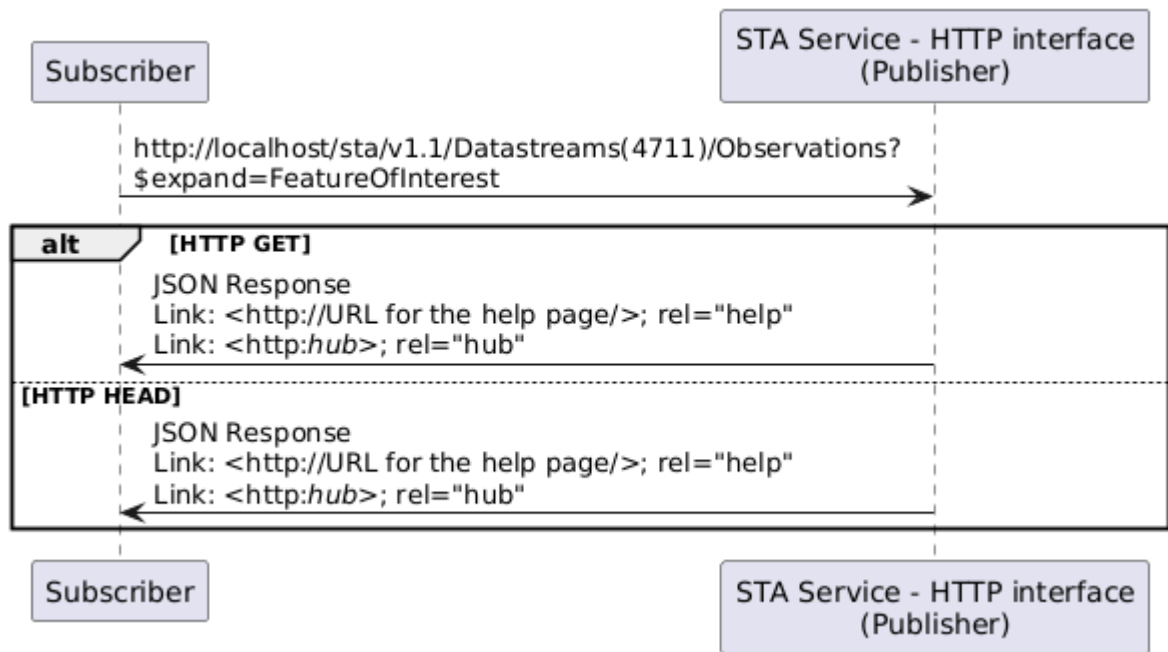 Subscriber
STA Service - HTTP interface
(Publisher)
http://localhost/sta/v1.1/Datastreams(4711)/Observations?
$expand=FeatureOfInterest
alt
[HTTP GET]
JSON Response
Link: <http://URL for the help page/>; rel="help"
Link: <http:hub>; rel="hub"
[HTTP HEAD]
JSON Response
Link: <http://URL for the help page/>; rel="help"
Link: <http:hub>; rel="hub"
Subscriber
STA Service - HTTP interface
(Publisher)